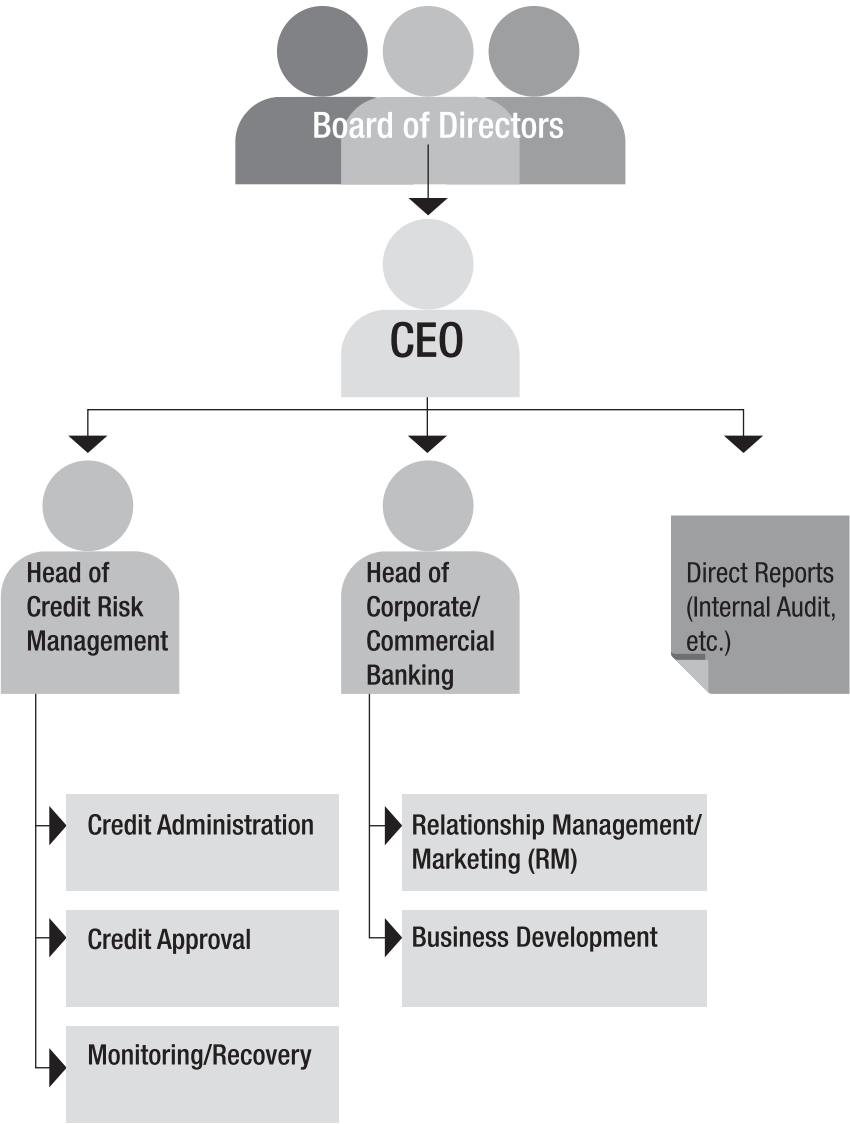 Board of Directors
CEO
Head of
Credit Risk
Management
Head of
Corporate/
Commercial
Banking
Direct Reports
(Internal Audit,
etc.)
Credit Administration
Credit Approval
Monitoring/Recovery
Relationship Management/
Marketing (RM)
Business Development